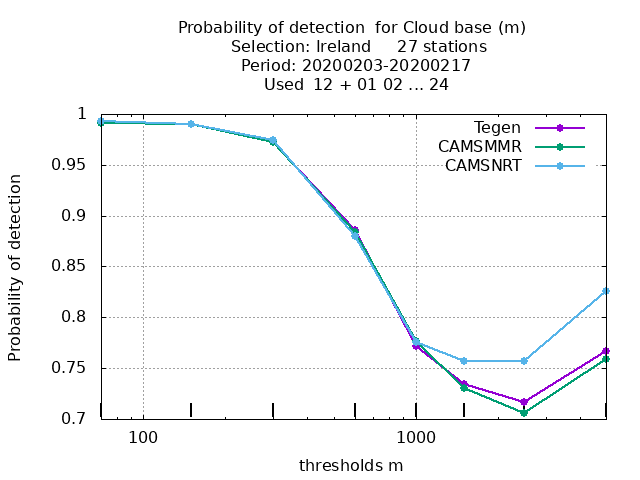 Probability of detection  for Cloud base (m)
Selection: Ireland     27 stations
Period: 20200203-20200217
Used  12 + 01 02 ... 24
Tegen
CAMSMMR
CAMSNRT
1
0.95
0.9
0.85
0.8
0.75
0.7
Probability of detection
100
1000
thresholds m